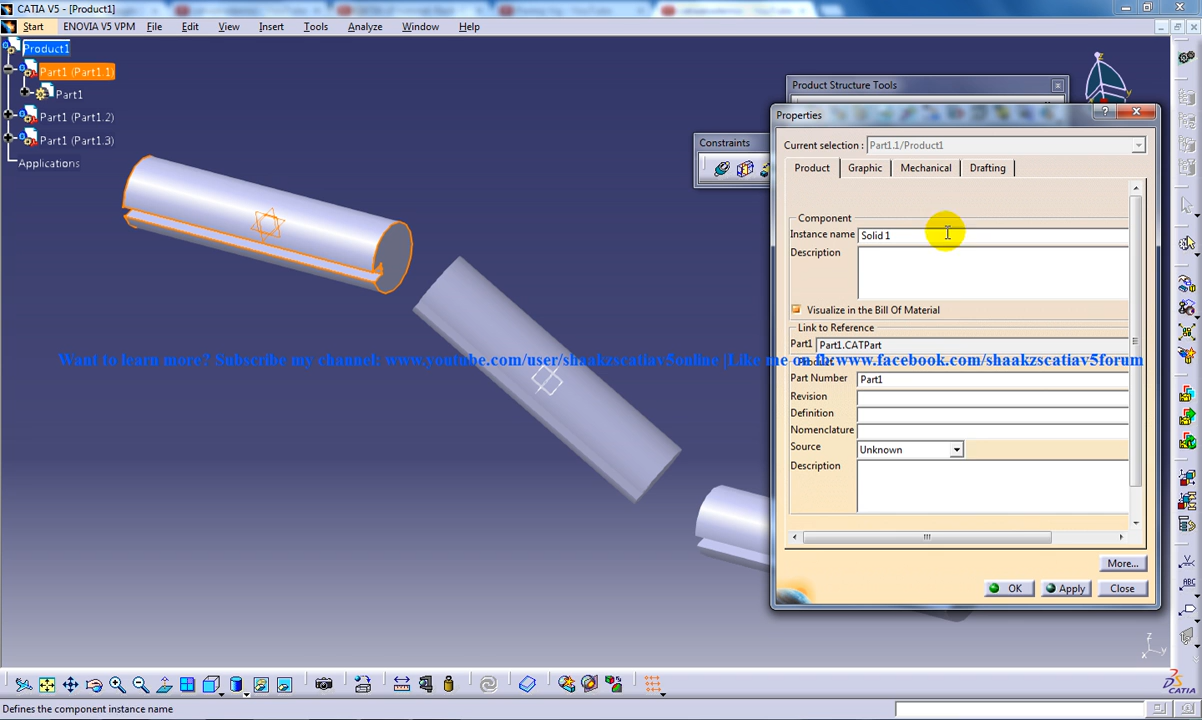 CATIA V5 - [Product1]
Start ENOVIA V5 VPM File Edit View Insert Tools Analyze Window Help
Product1
Part1 (Part1.1)
Part1
Part1 (Part1.2)
Part1 (Part1.3)
Applications
Product Structure Tools
Constraints
Properties
Current selection : Part1.1/Product1
Product Graphic Mechanical Drafting
Component
Instance name Solid 1
Description
Visualize in the Bill Of Material
Link to Reference
Part1 Part1.CATPart
Want to learn more? Subscribe my channel: www.youtube.com/user/shaakzscatiav5online |Like me on fb:www.facebook.com/shaakzscatiav5forum
Part Number Part1
Revision
Definition
Nomenclature
Source Unknown
Description
More...
OK Apply Close
ABC
z
x
CATIA
Defines the component instance name